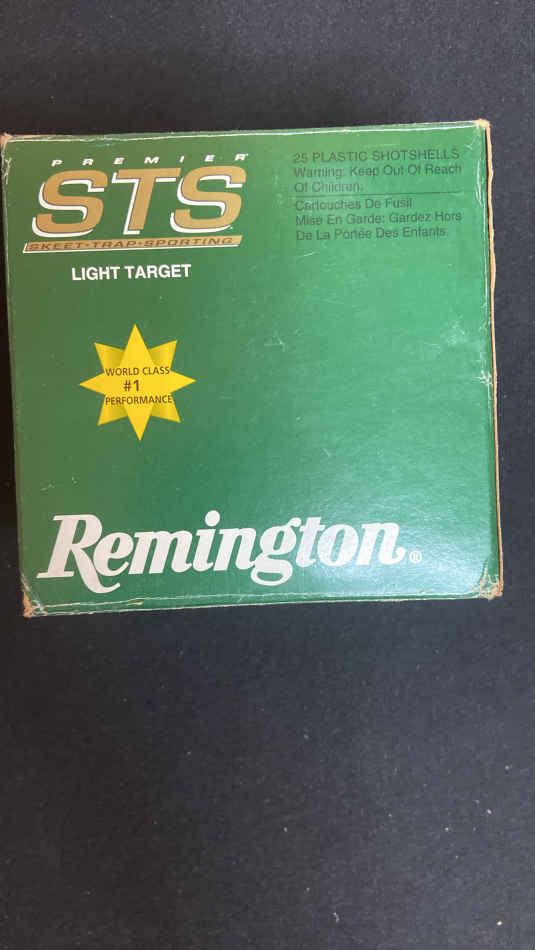 PREMIER
STS
SKEET•TRAP•SPORTING
LIGHT TARGET
25 PLASTIC SHOTSHELLS
Warning: Keep Out Of Reach
Of Children.
Cartouches De Fusil
Mise En Garde: Gardez Hors
De La Portée Des Enfants.
WORLD CLASS
#1
PERFORMANCE
Remington®